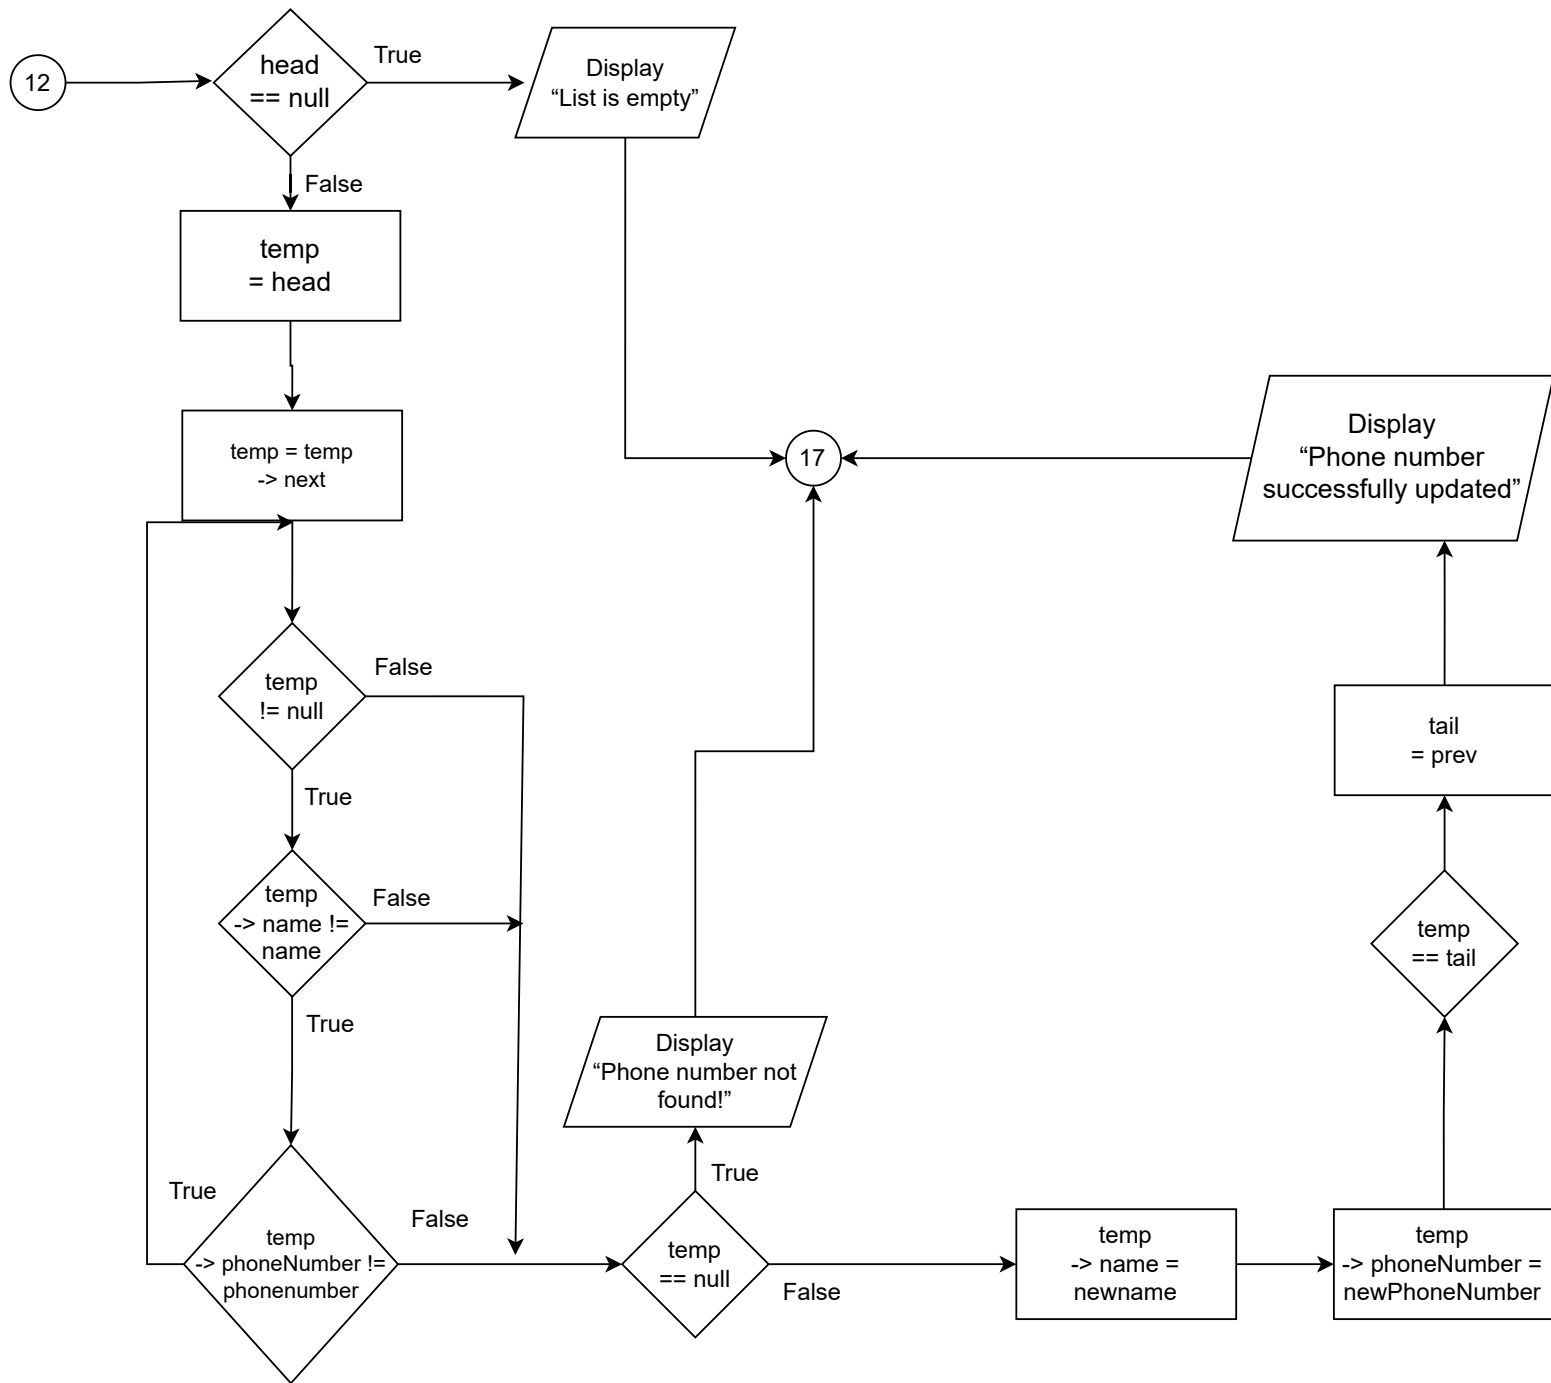 12
head
== null
True
Display
“List is empty”
False
temp
= head
temp = temp
-> next
17
Display
“Phone number
successfully updated”
temp
!= null
False
True
tail
= prev
temp
-> name !=
name
False
True
temp
== tail
Display
“Phone number not
found!”
True
temp
-> phoneNumber !=
phonenumber
False
True
temp
== null
False
temp
-> name =
newname
temp
-> phoneNumber =
newPhoneNumber